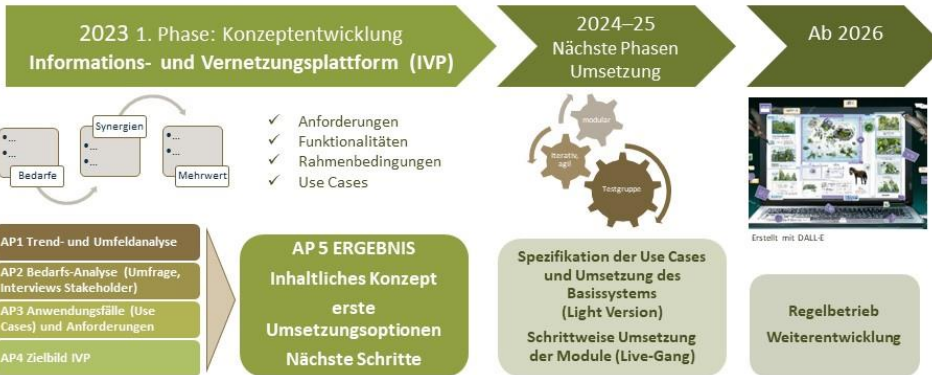 2023 1. Phase: Konzeptentwicklung
Informations- und Vernetzungsplattform (IVP)
2024–25
Nächste Phasen
Umsetzung
Ab 2026
•...
•...
Bedarfe
Synergien
•...
•...
•...
•...
Mehrwert
✓ Anforderungen
✓ Funktionalitäten
✓ Rahmenbedingungen
✓ Use Cases
modular
Iterativ,
agil
Testgruppe
Erstellt mit DALL-E
AP1 Trend- und Umfeldanalyse
AP2 Bedarfs-Analyse (Umfrage,
Interviews Stakeholder)
AP3 Anwendungsfälle (Use
Cases) und Anforderungen
AP4 Zielbild IVP
AP 5 ERGEBNIS
Inhaltliches Konzept
erste
Umsetzungsoptionen
Nächste Schritte
Spezifikation der Use Cases
und Umsetzung des
Basissystems
(Light Version)
Schrittweise Umsetzung
der Module (Live-Gang)
Regelbetrieb
Weiterentwicklung